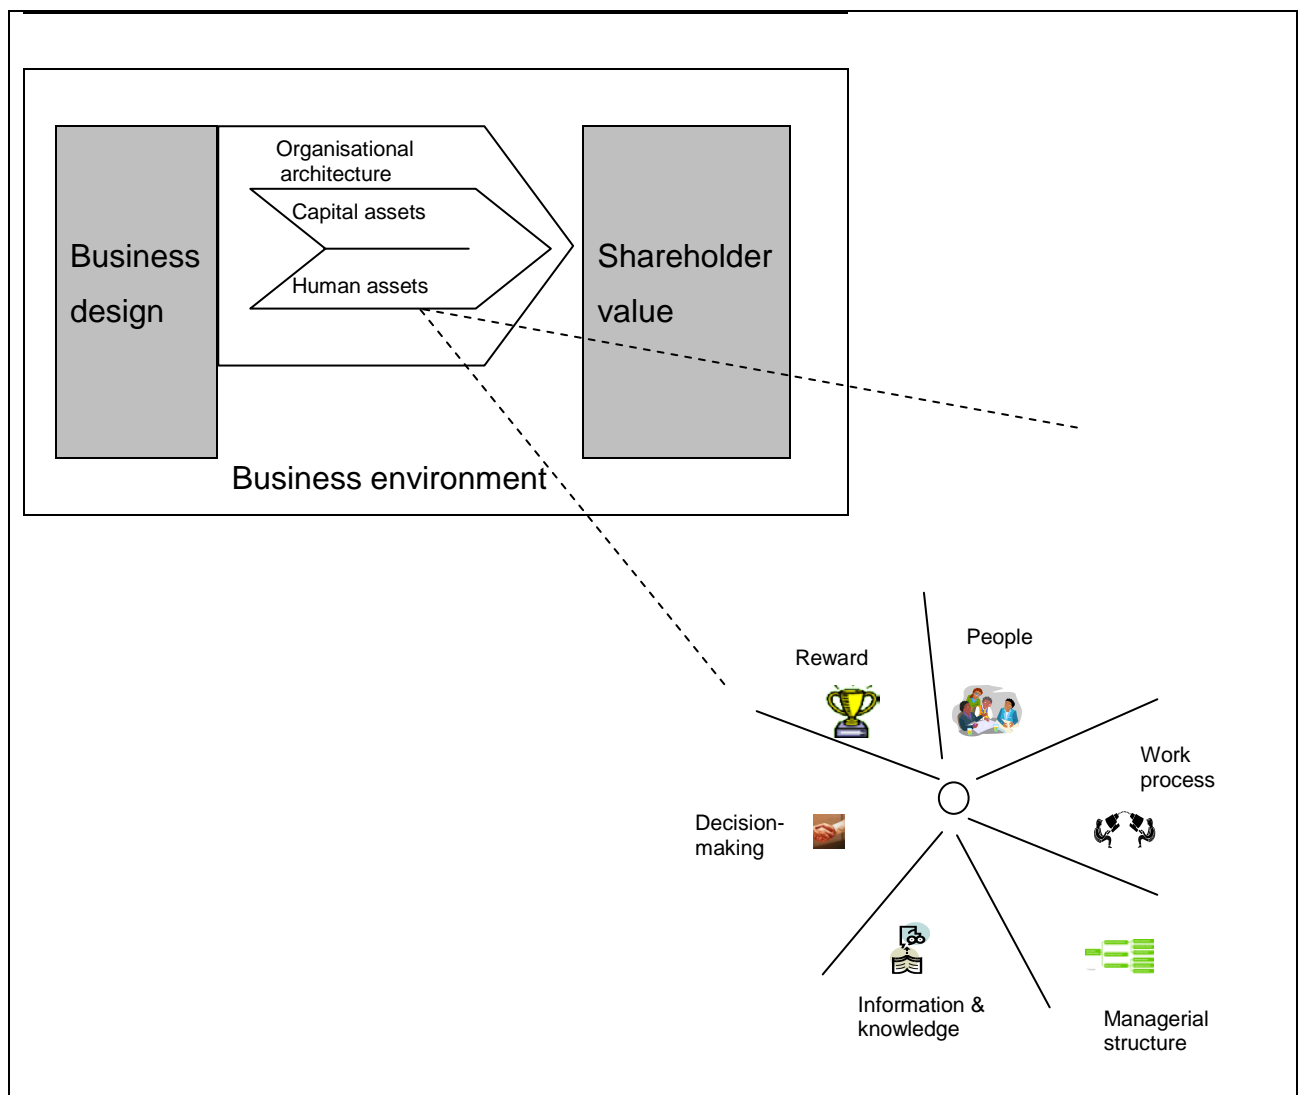 Organisational
architecture
Capital assets
Human assets
Business
design
Shareholder
value
Business environment
People
Reward
Work
process
Decision-
making
Information &
knowledge
Managerial
structure